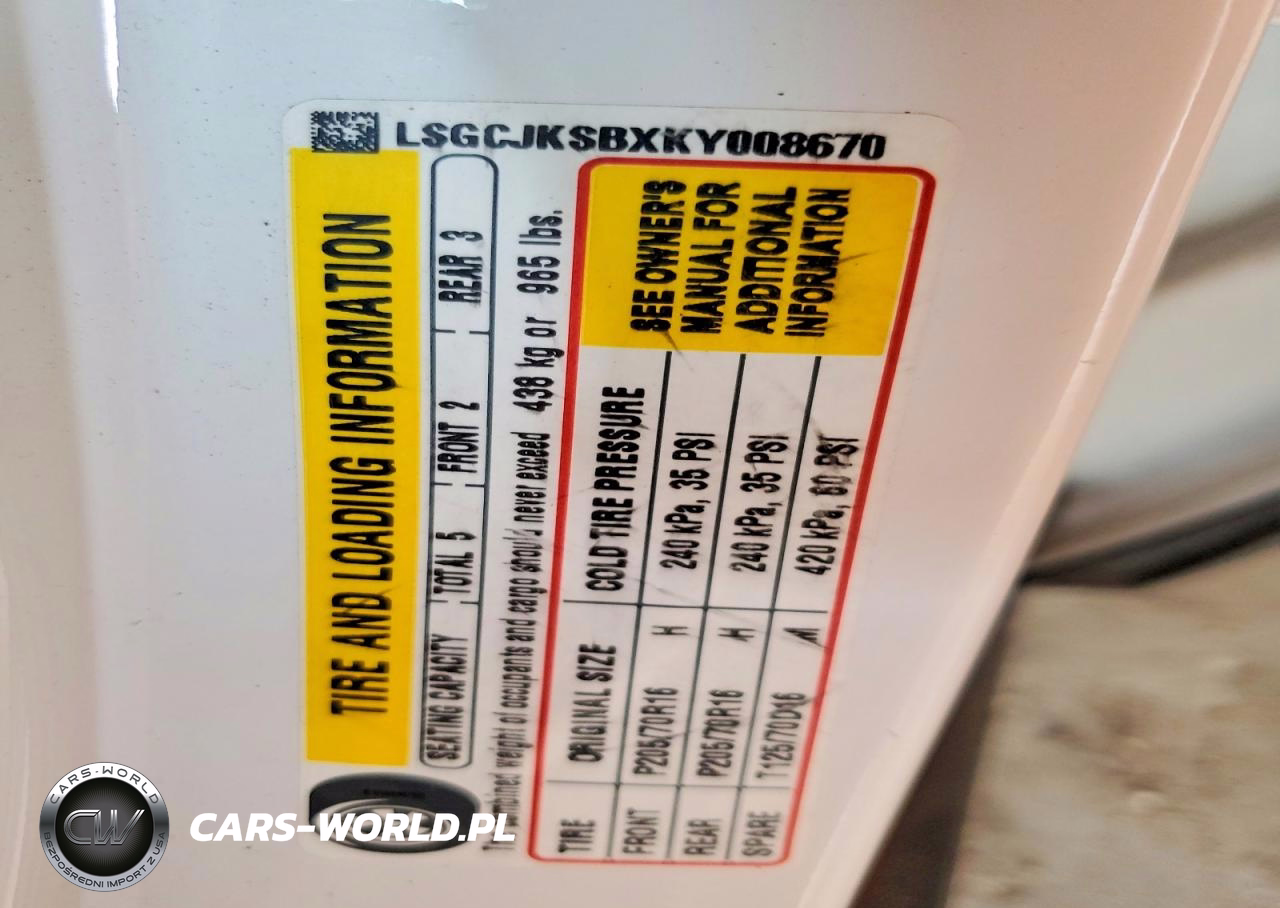 LSGCJKSBXKY008670
TIRE AND LOADING INFORMATION
SEATING CAPACITY TOTAL 5 FRONT 2 REAR 3
combined weight of occupants and cargo should never exceed 438 kg or 965 lbs.
TIRE ORIGINAL SIZE COLD TIRE PRESSURE
FRONT P205/70R16 H 240 kPa, 35 PSI
REAR P205/70R16 H 240 kPa, 35 PSI
SPARE T125/70D16 M 420 kPa, 60 PSI
SEE OWNER'S
MANUAL FOR
ADDITIONAL
INFORMATION
CARS-WORLD
CW
BEZPOŚREDNI IMPORT Z USA
CARS-WORLD.PL